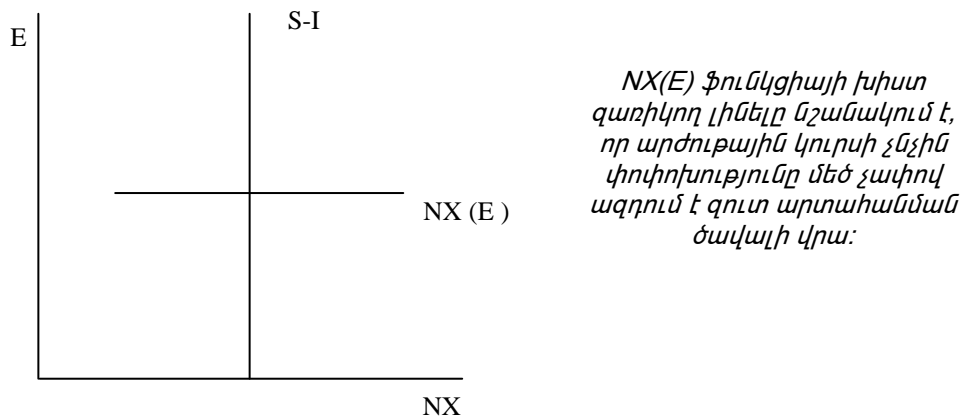 S-I
E
NX(E) ֆունկցիայի խիստ
զառիկող լինելը նշանակում է,
որ արժութային կուրսի չնչին
փոփոխությունը մեծ չափով
ազդում է զուտ արտահանման
ծավալի վրա:
NX (E )
NX